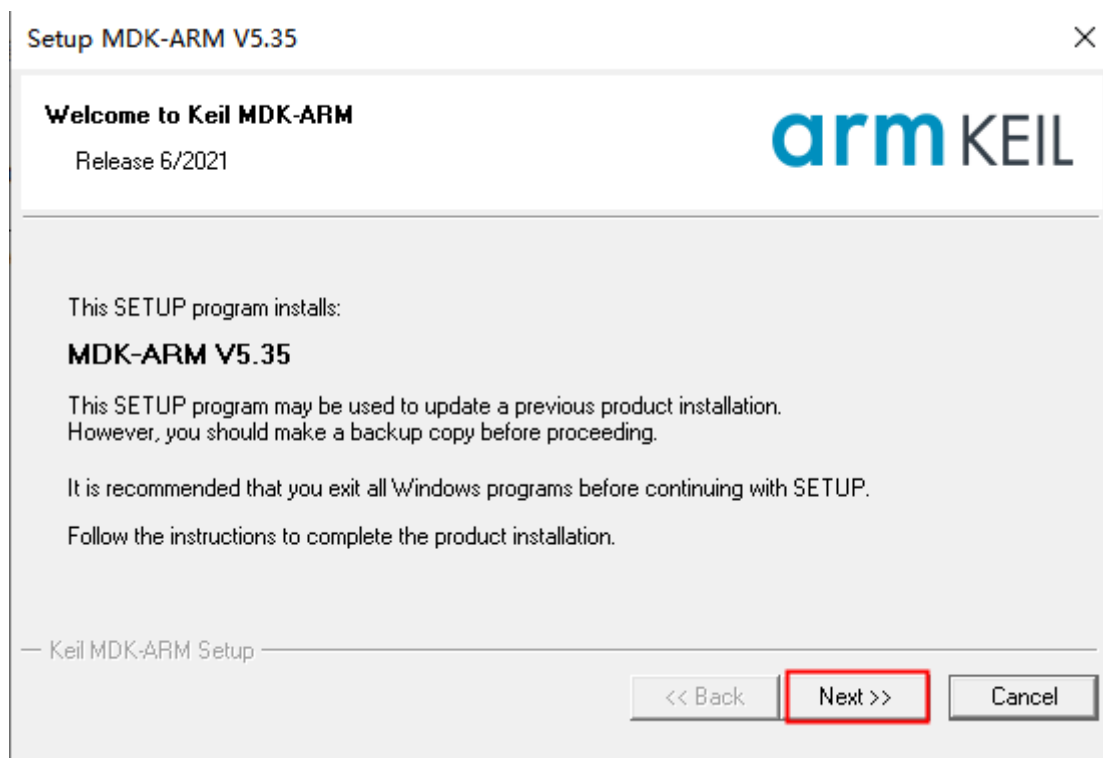 Setup MDK-ARM V5.35
Welcome to Keil MDK-ARM
Release 6/2021
arm KEIL
This SETUP program installs:
MDK-ARM V5.35
This SETUP program may be used to update a previous product installation.
However, you should make a backup copy before proceeding.
It is recommended that you exit all Windows programs before continuing with SETUP.
Follow the instructions to complete the product installation.
Keil MDK-ARM Setup
<< Back Next >> Cancel